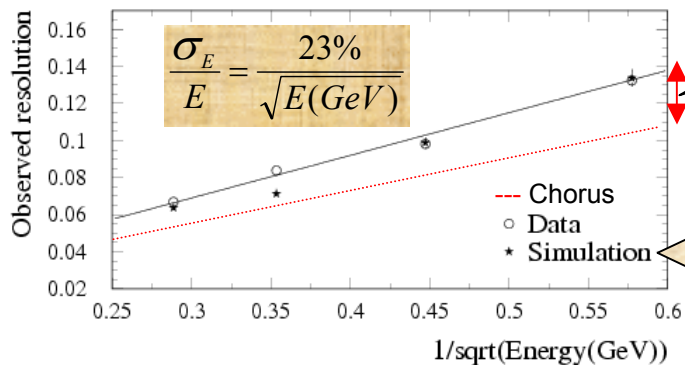 Observed resolution
0.16
0.14
0.12
0.1
0.08
0.06
0.04
0.02
σ_E / E = 23% / √E(GeV)
--- Chorus
○ Data
★ Simulation
0.25 0.3 0.35 0.4 0.45 0.5 0.55 0.6
1/sqrt(Energy(GeV))